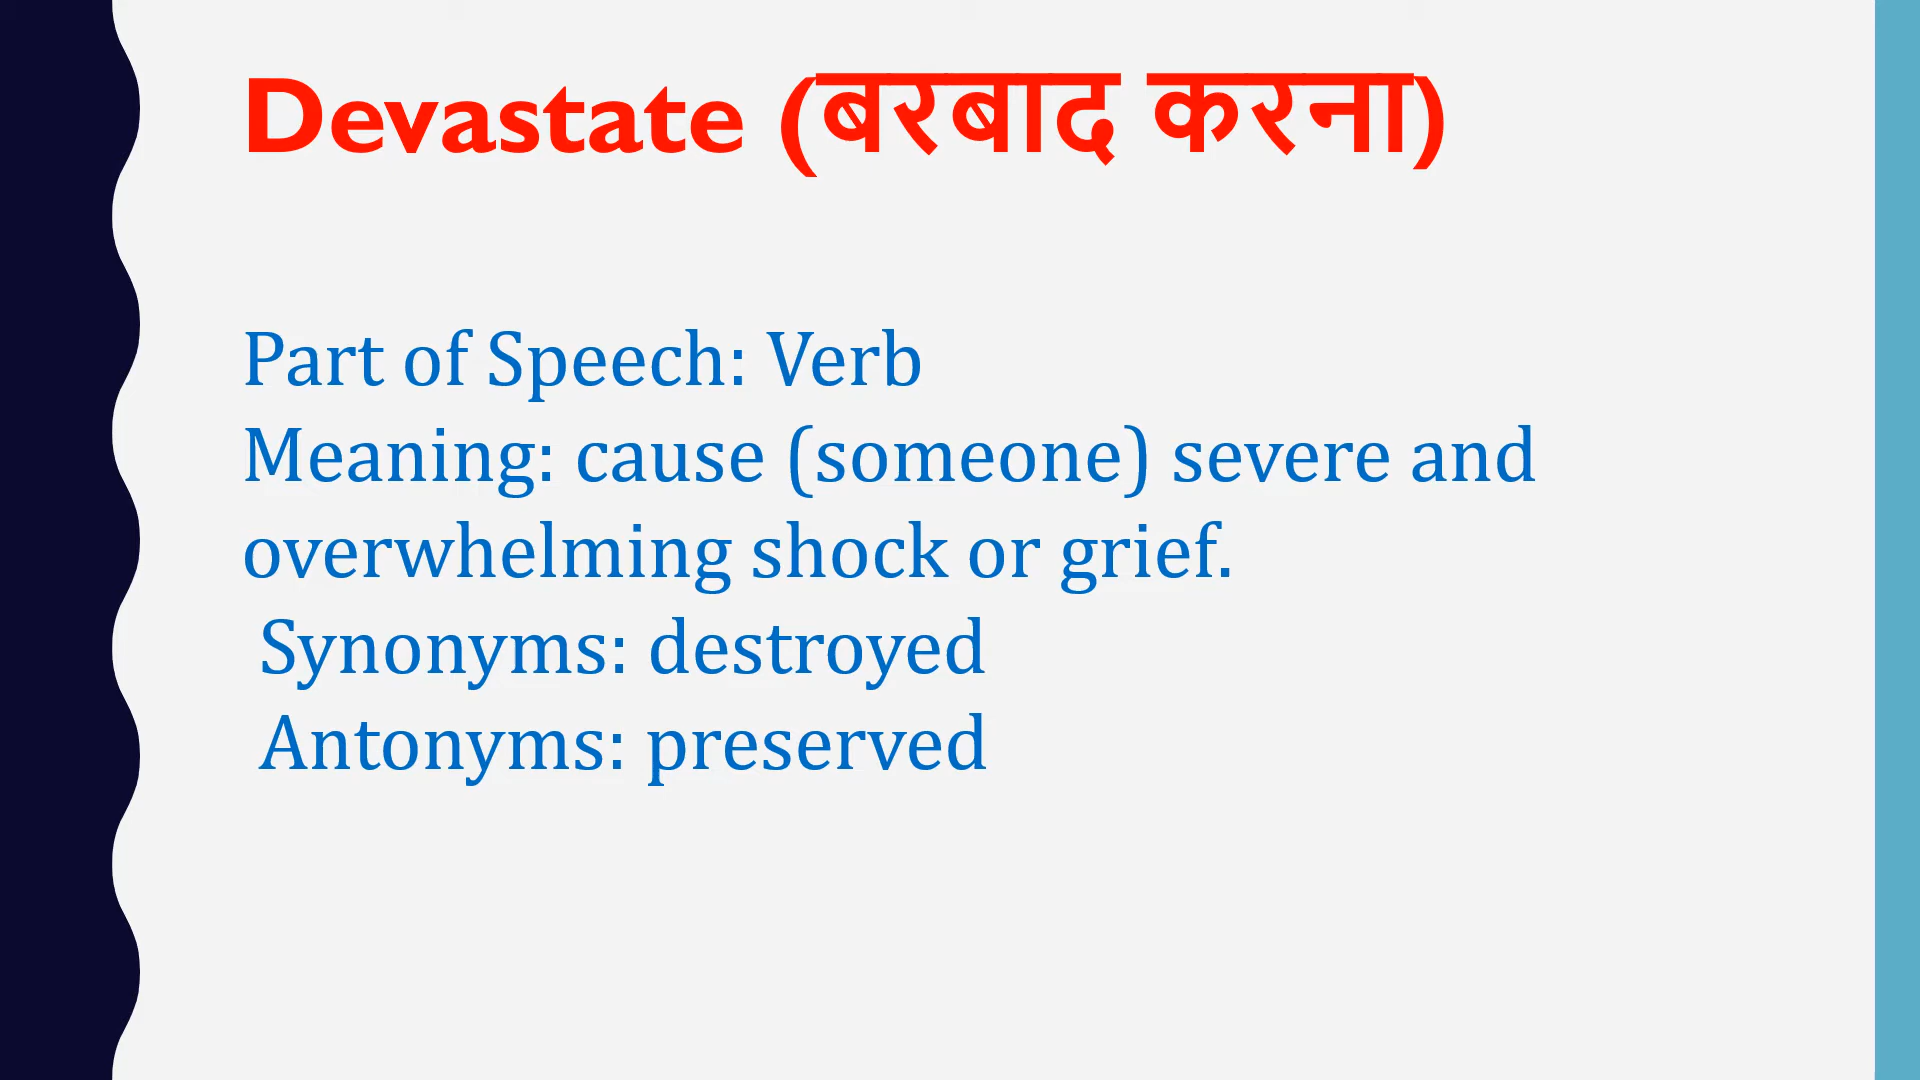 Devastate (बरबाद करना)
Part of Speech: Verb
Meaning: cause (someone) severe and
overwhelming shock or grief.
Synonyms: destroyed
Antonyms: preserved